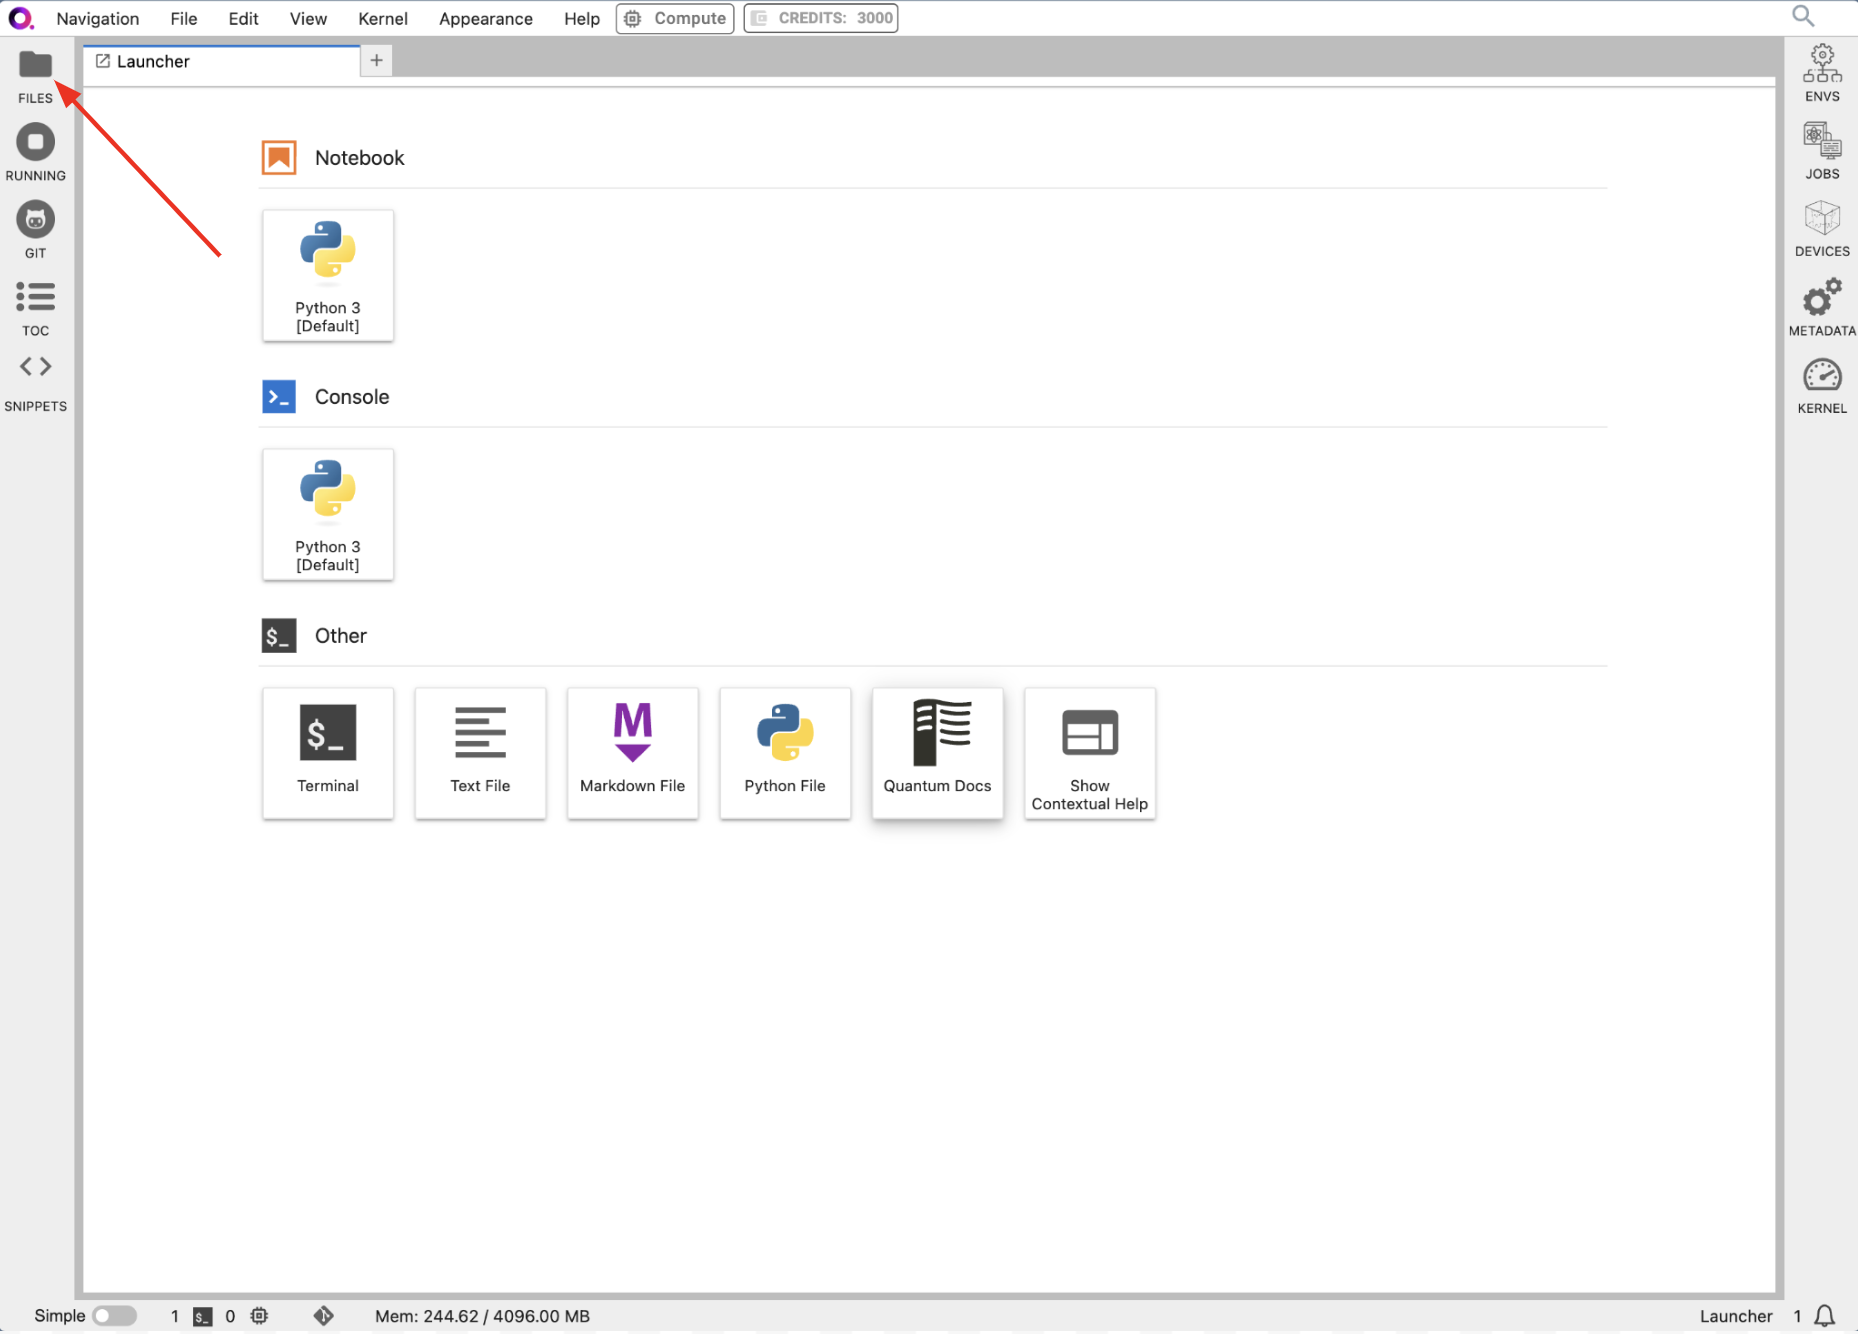 Navigation File Edit View Kernel Appearance Help Compute CREDITS: 3000
Launcher +
FILES
RUNNING
GIT
TOC
SNIPPETS
Notebook
Python 3
[Default]
Console
Python 3
[Default]
$_ Other
$_
Terminal
Text File
M
Markdown File
Python File
Quantum Docs
Show
Contextual Help
ENVS
JOBS
DEVICES
METADATA
KERNEL
Simple 1 $_ 0 Mem: 244.62 / 4096.00 MB Launcher 1